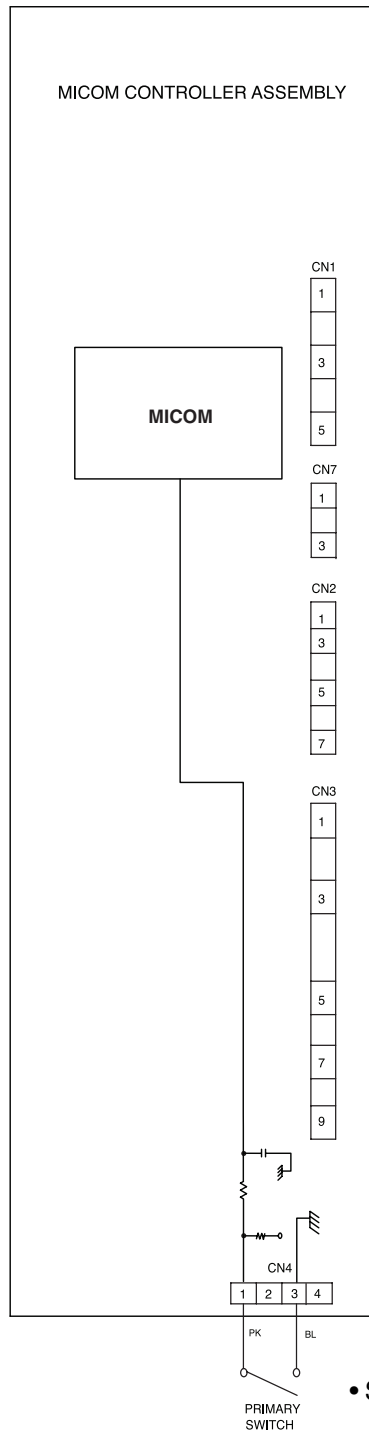 MICOM CONTROLLER ASSEMBLY
CN1
1
3
5
MICOM
CN7
1
3
CN2
1
3
5
7
CN3
1
3
5
7
9
CN4
1 2 3 4
PK BL
PRIMARY
SWITCH
• S